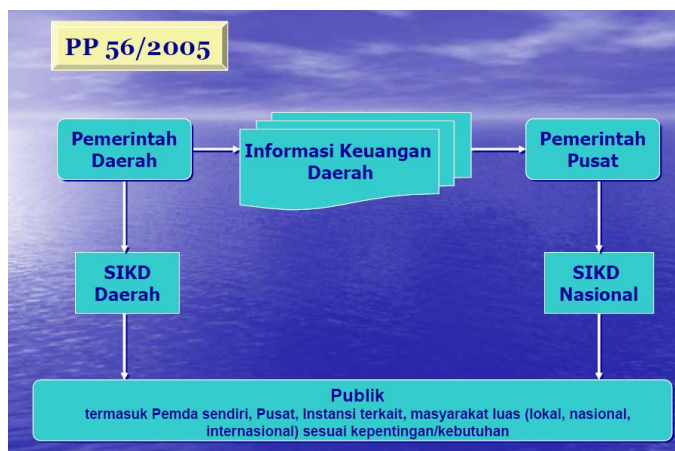 PP 56/2005
Pemerintah
Daerah
Informasi Keuangan
Daerah
Pemerintah
Pusat
SIKD
Daerah
SIKD
Nasional
Publik
termasuk Pemda sendiri, Pusat, Instansi terkait, masyarakat luas (lokal, nasional,
internasional) sesuai kepentingan/kebutuhan